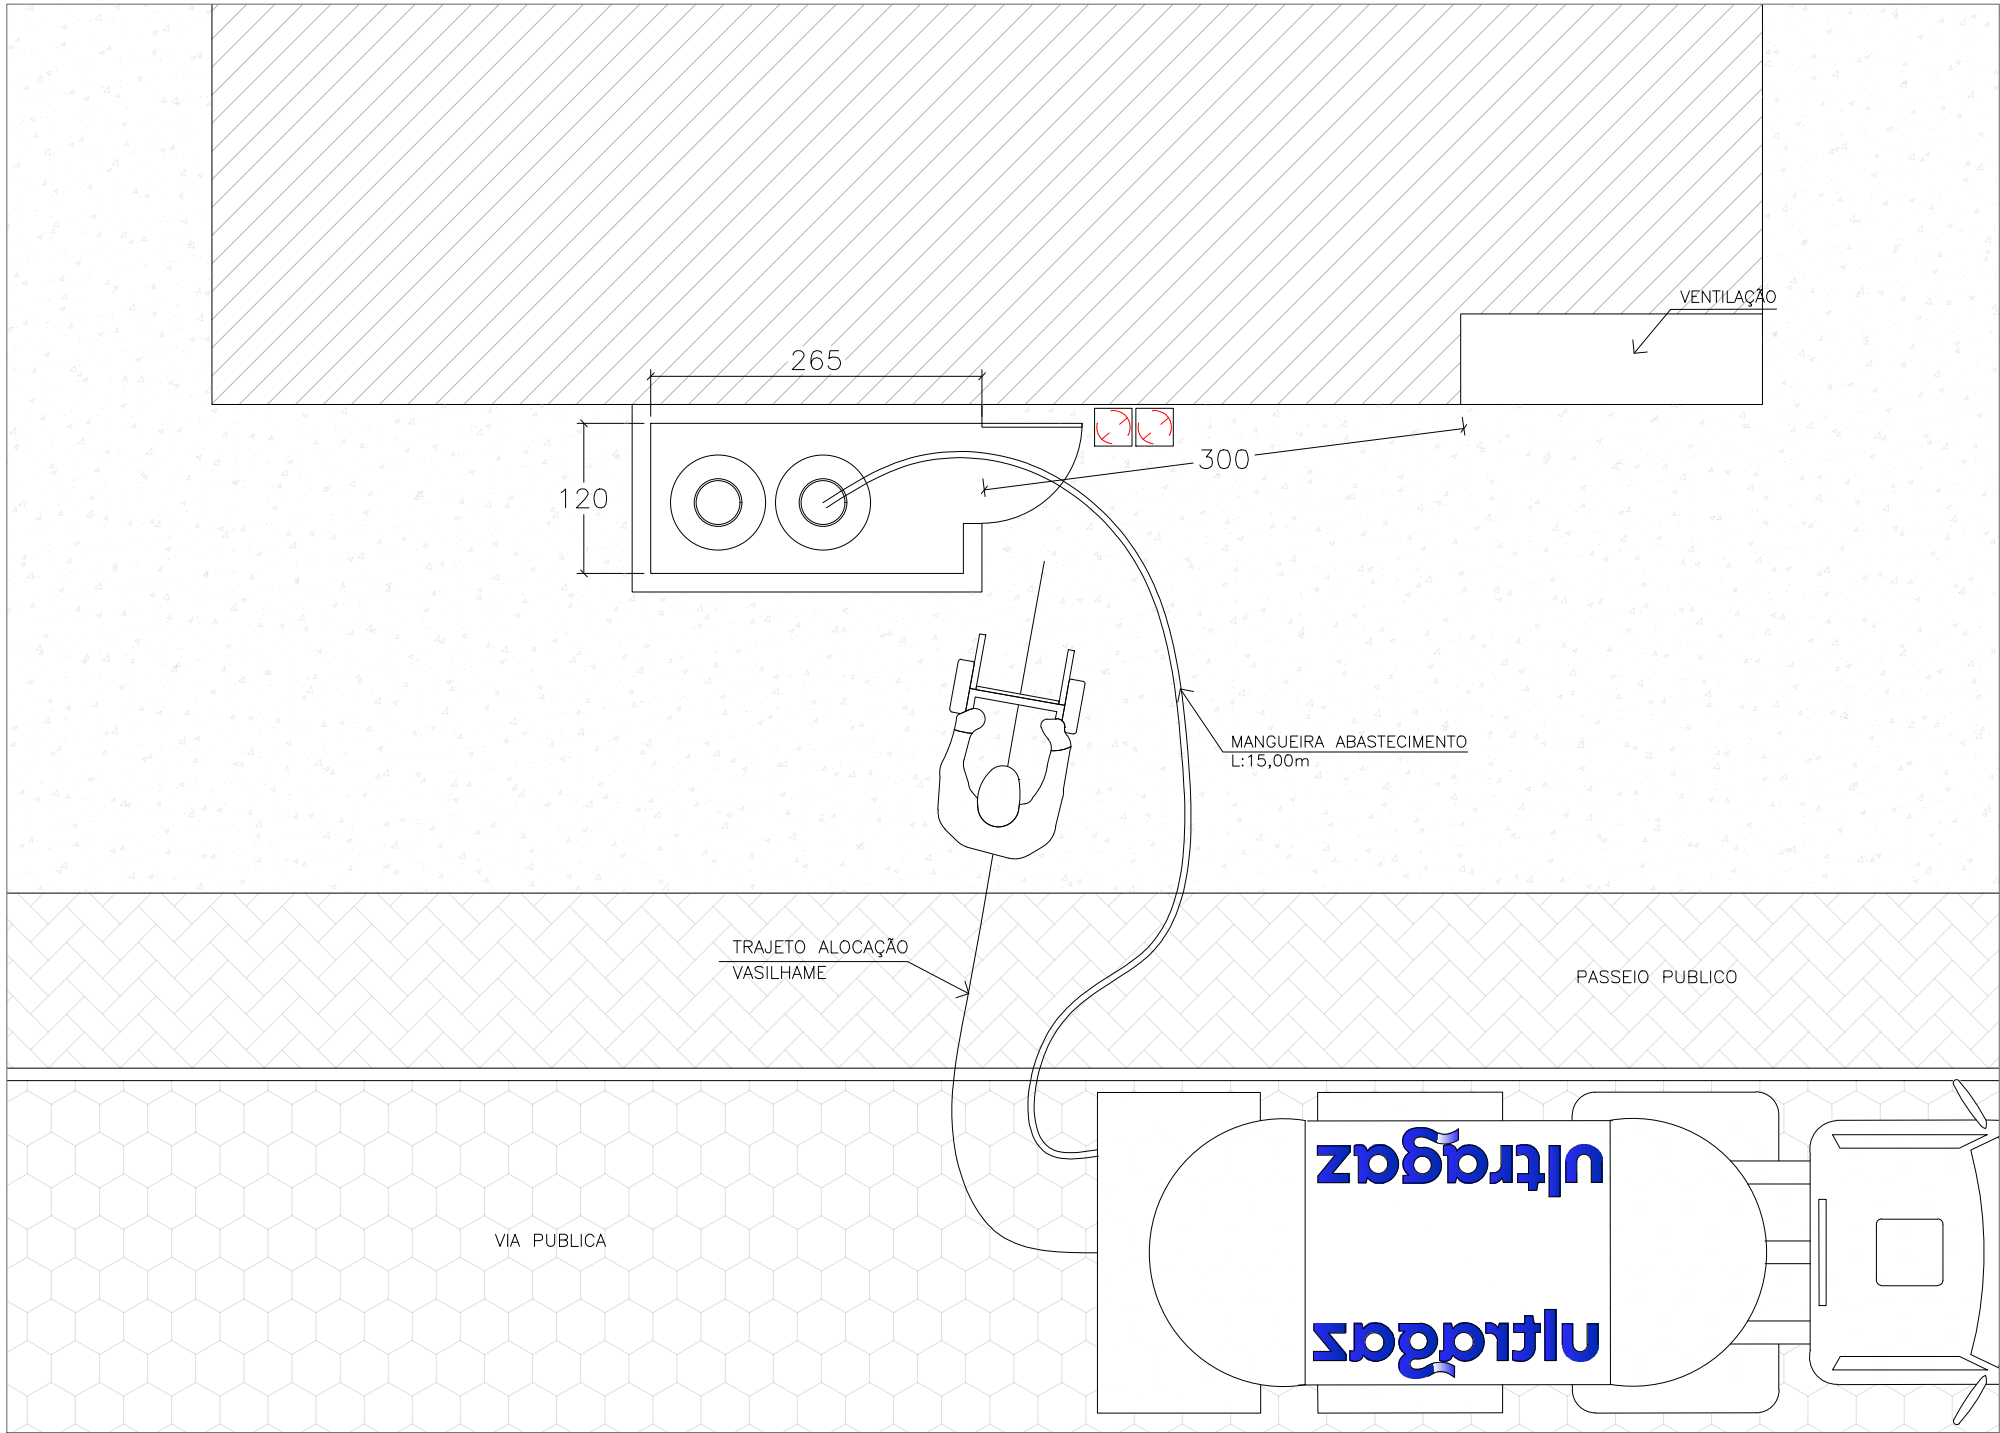 VENTILAÇÃO
265
120
300
MANGUEIRA ABASTECIMENTO
L:15,00m
TRAJETO ALOCAÇÃO
VASILHAME
PASSEIO PUBLICO
VIA PUBLICA
ultragaz
ultragaz